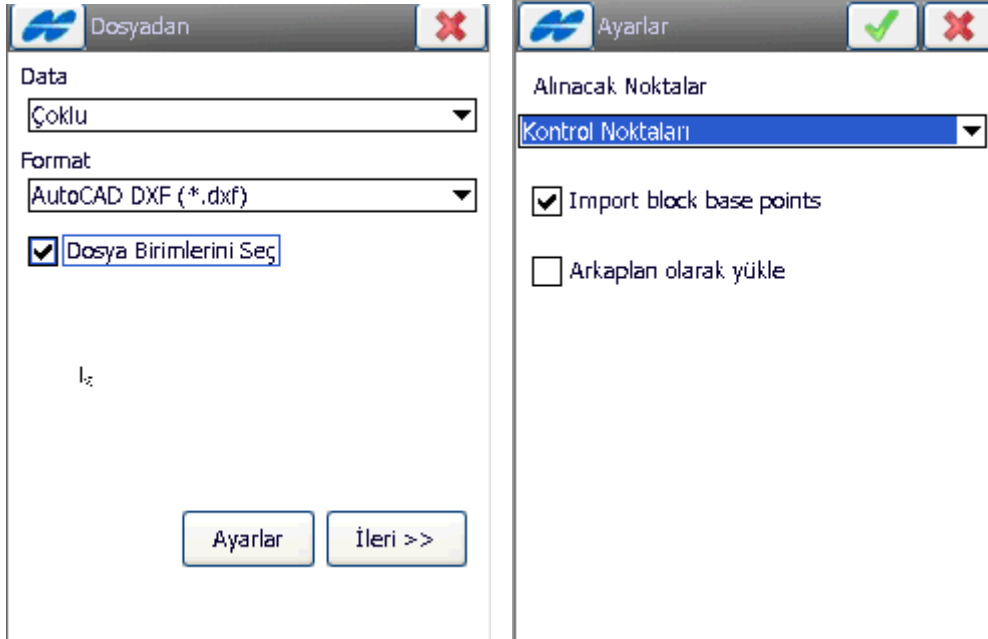 Dosyadan
Data
Çoklu
Format
AutoCAD DXF (*.dxf)
Dosya Birimlerini Seç
Ayarlar
İleri >>
Ayarlar
Alınacak Noktalar
Kontrol Noktaları
Import block base points
Arkaplan olarak yükle